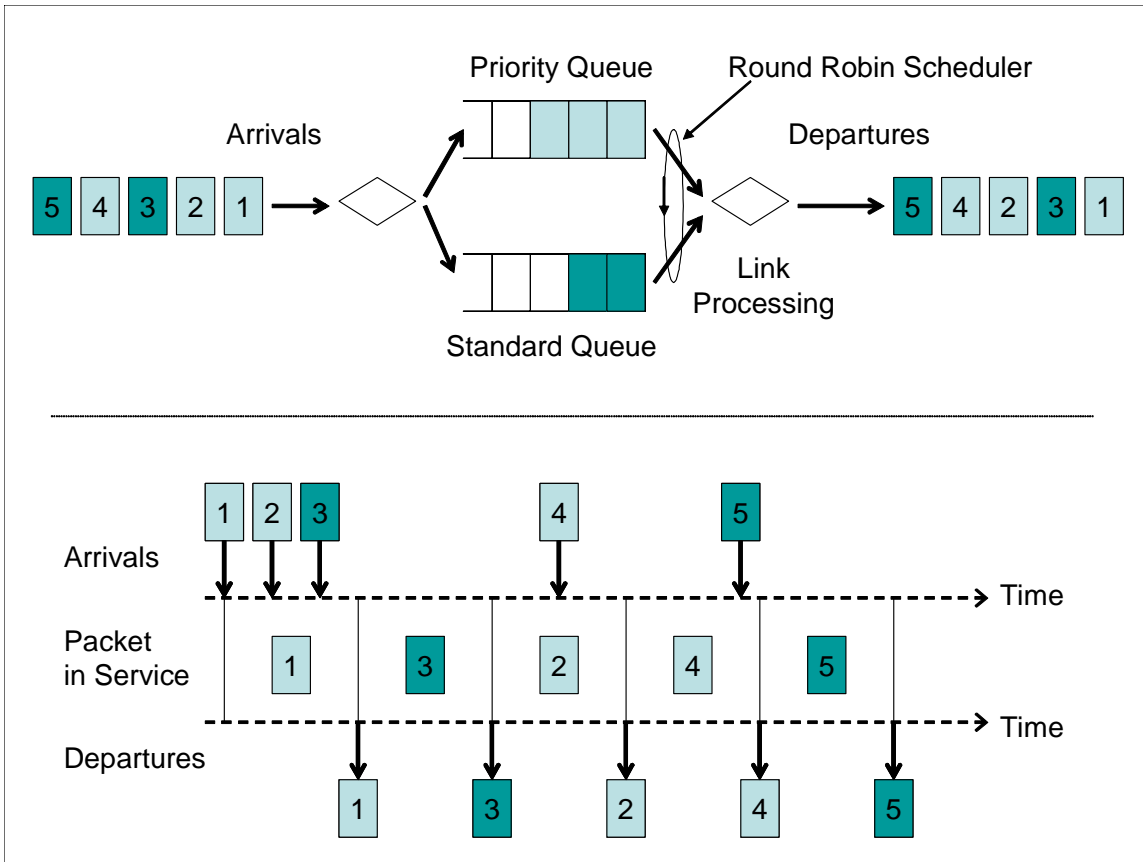 Priority Queue
Round Robin Scheduler
Arrivals
Departures
5 4 3 2 1
5 4 2 3 1
Link
Processing
Standard Queue
1 2 3 4 5
Arrivals
Time
Packet
in Service
1 3 2 4 5
Time
Departures
1 3 2 4 5